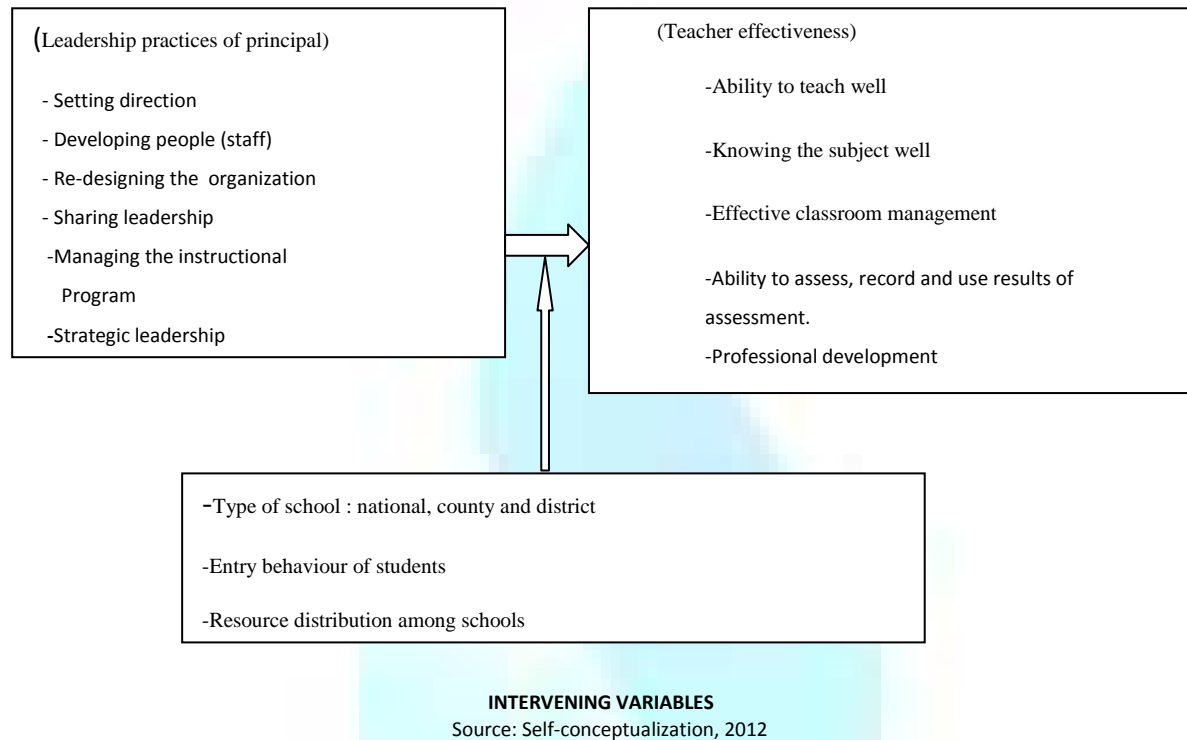 (Leadership practices of principal)
- Setting direction
- Developing people (staff)
- Re-designing the organization
- Sharing leadership
-Managing the instructional
Program
-Strategic leadership
(Teacher effectiveness)
-Ability to teach well
-Knowing the subject well
-Effective classroom management
-Ability to assess, record and use results of
assessment.
-Professional development
-Type of school : national, county and district
-Entry behaviour of students
-Resource distribution among schools
INTERVENING VARIABLES
Source: Self-conceptualization, 2012